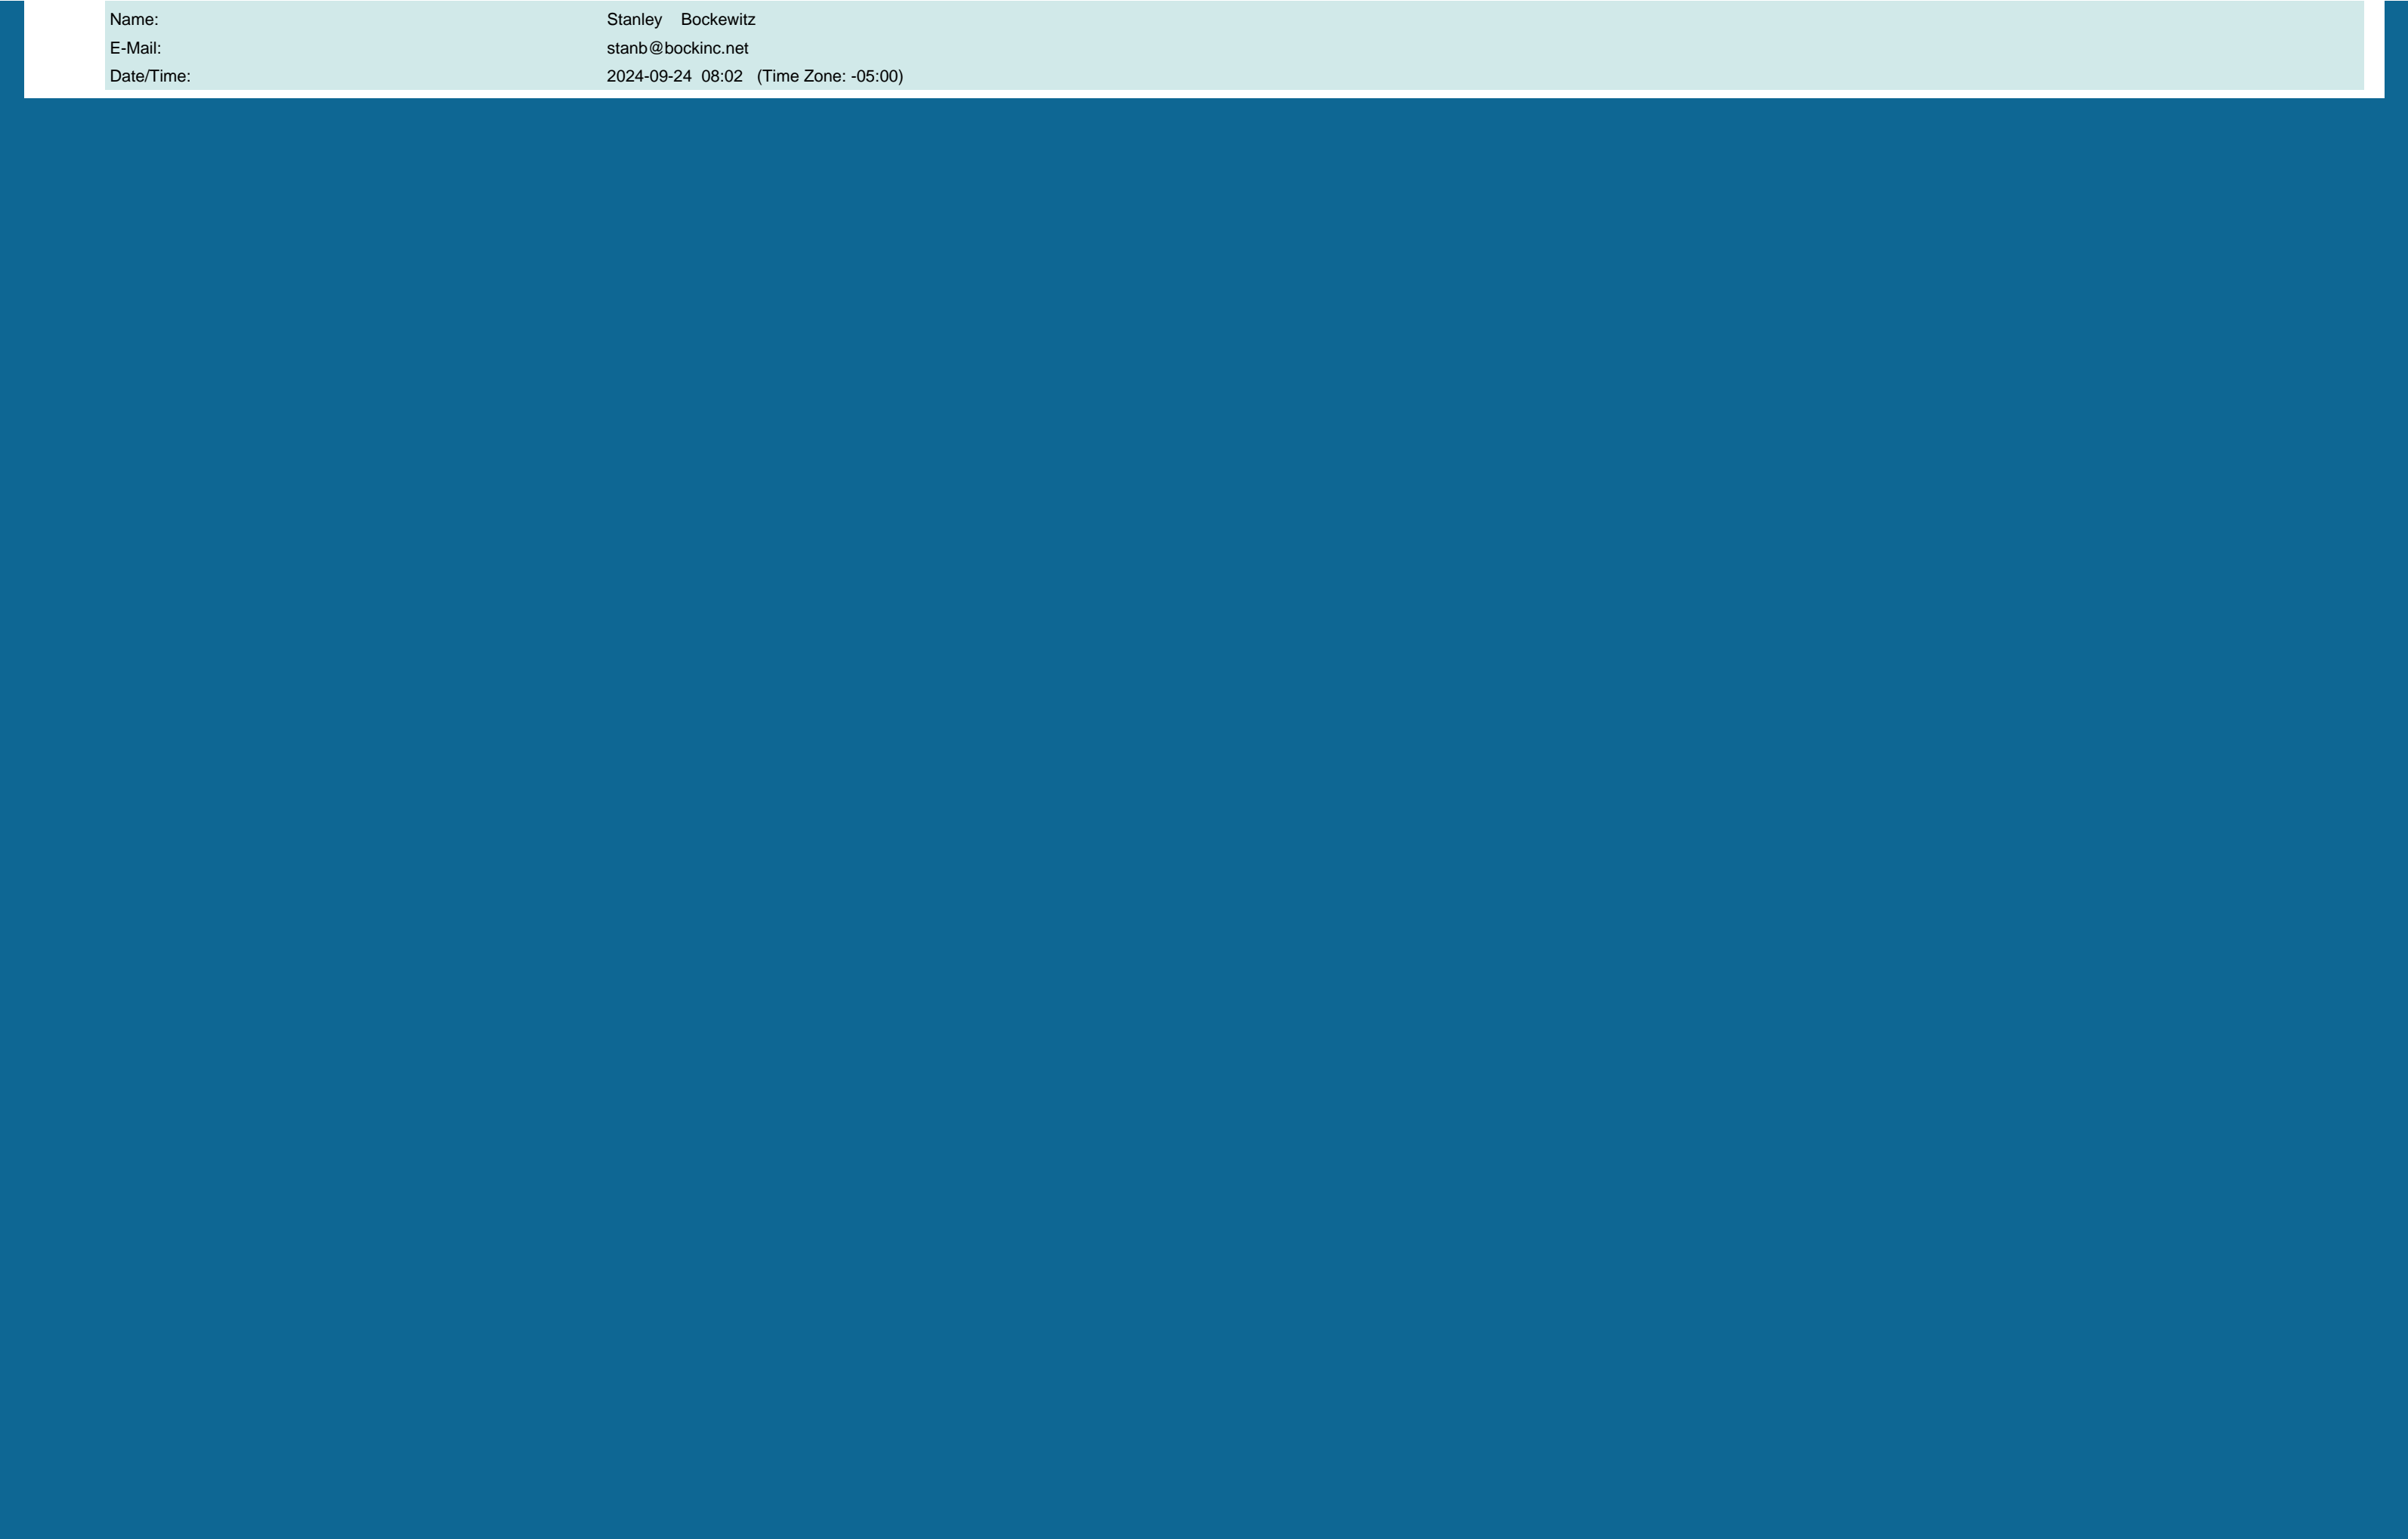 Name: Stanley Bockewitz
E-Mail: stanb@bockinc.net
Date/Time: 2024-09-24 08:02 (Time Zone: -05:00)